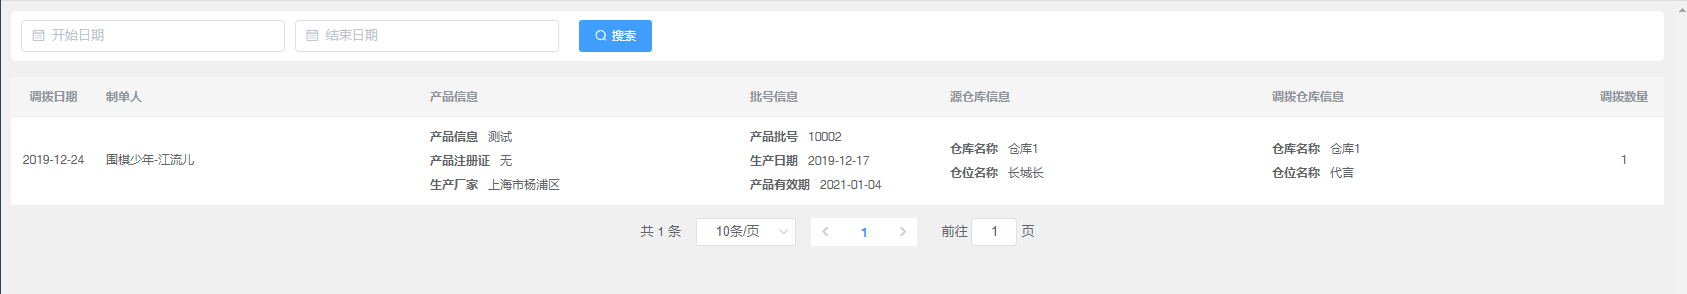 开始日期 结束日期 搜索
调拨日期 制单人 产品信息 批号信息 源仓库信息 调拨仓库信息 调拨数量
产品信息 测试 产品批号 10002
仓库名称 仓库1 仓库名称 仓库1
2019-12-24 围棋少年-江流儿 产品注册证 无 生产日期 2019-12-17 1
仓位名称 长城长 仓位名称 代言
生产厂家 上海市杨浦区 产品有效期 2021-01-04
共 1 条 10条/页 1 前往 1 页